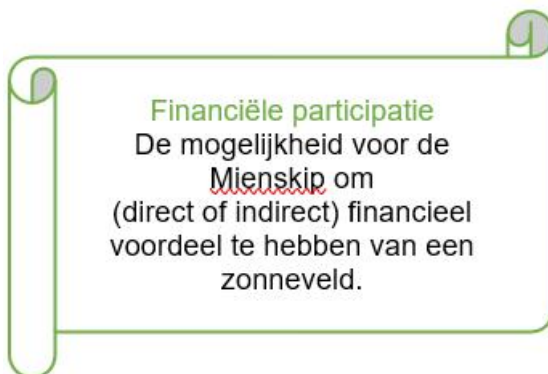 Financiële participatie
De mogelijkheid voor de
Mienskip om
(direct of indirect) financieel
voordeel te hebben van een
zonneveld.